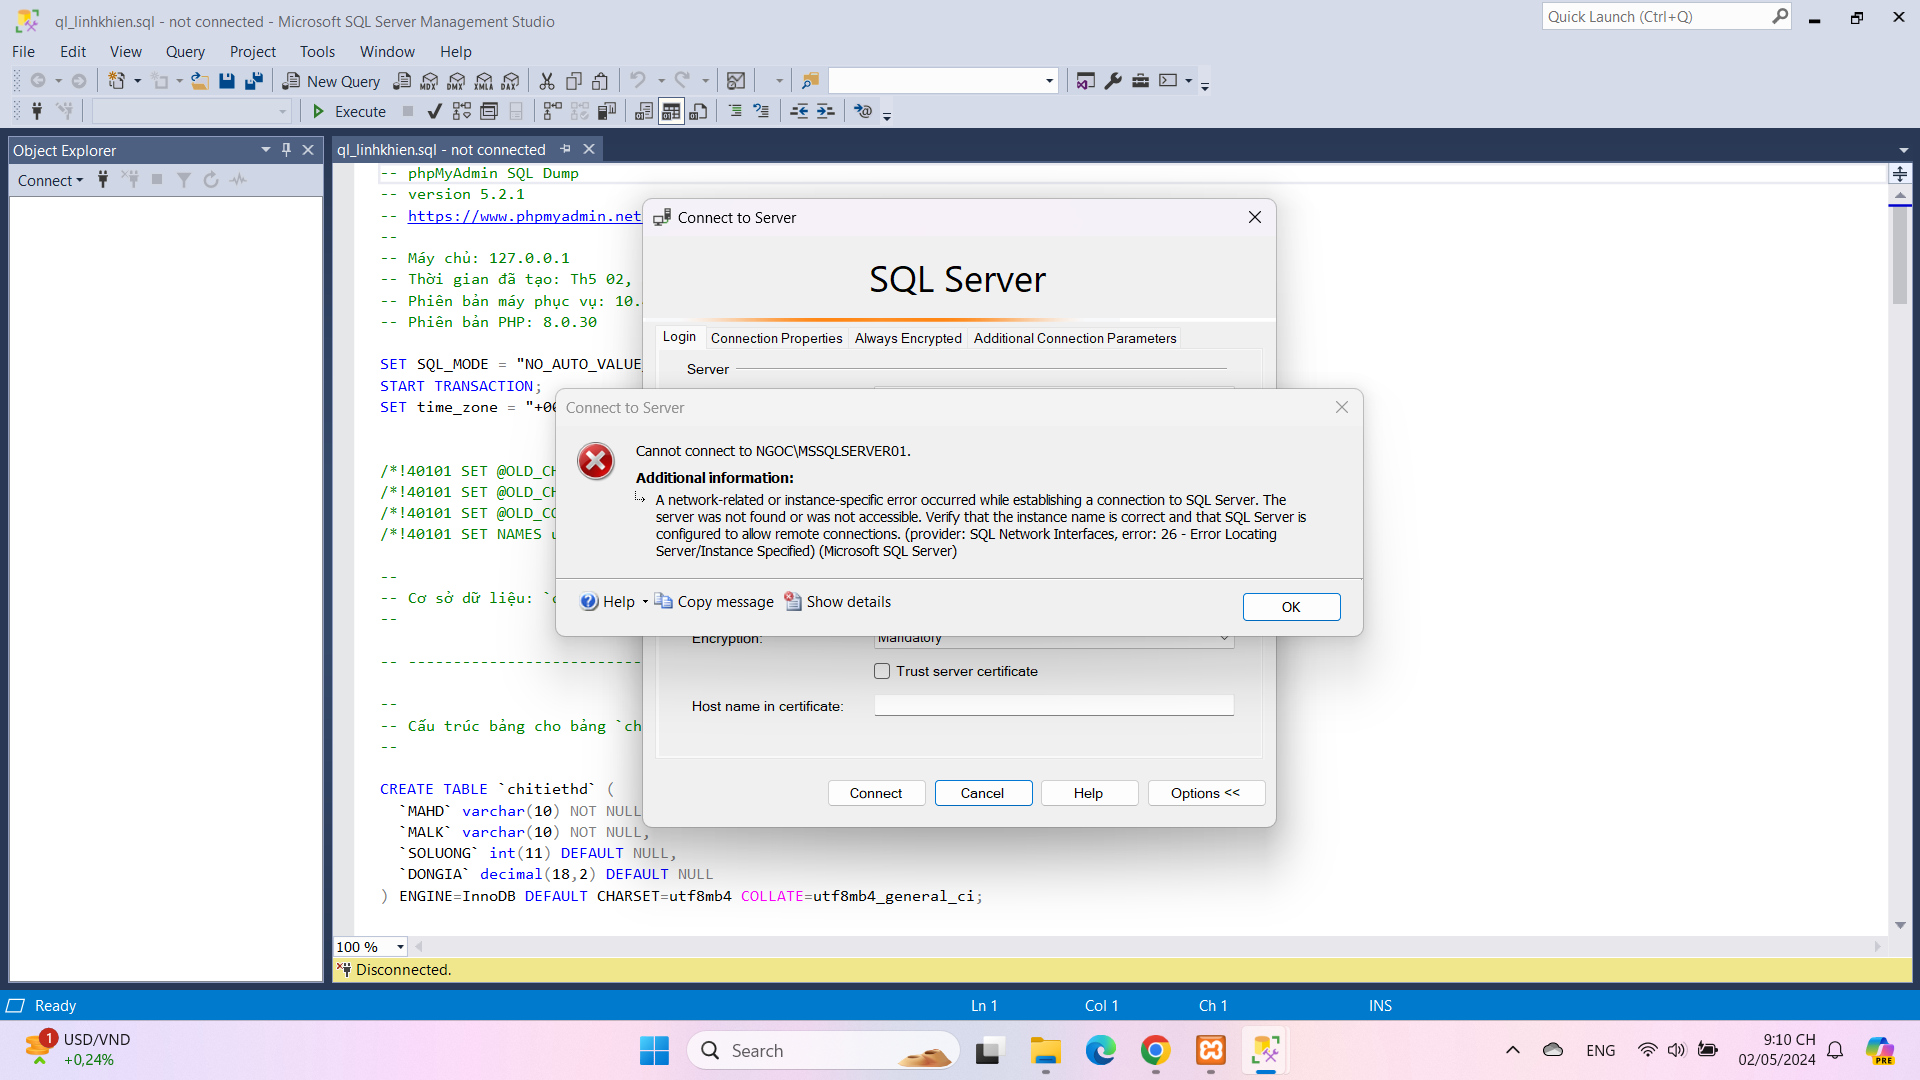 ql_linhkhien.sql - not connected - Microsoft SQL Server Management Studio
Quick Launch (Ctrl+Q)
File Edit View Query Project Tools Window Help
New Query MDX DMX XMLA DAX
Execute
Object Explorer
ql_linhkhien.sql - not connected
Connect
-- phpMyAdmin SQL Dump
-- version 5.2.1
-- https://www.phpmyadmin.net
--
-- Máy chủ: 127.0.0.1
-- Thời gian đã tạo: Th5 02,
-- Phiên bản máy phục vụ: 10.
-- Phiên bản PHP: 8.0.30
SET SQL_MODE = "NO_AUTO_VALUE
START TRANSACTION;
SET time_zone = "+00
/*!40101 SET @OLD_CH
/*!40101 SET @OLD_CH
/*!40101 SET @OLD_CO
/*!40101 SET NAMES
--
-- Cơ sở dữ liệu: `
--
-- --------------------------
--
-- Cấu trúc bảng cho bảng `ch
--
CREATE TABLE `chitiethd` (
`MAHD` varchar(10) NOT NULL
`MALK` varchar(10) NOT NULL,
`SOLUONG` int(11) DEFAULT NULL,
`DONGIA` decimal(18,2) DEFAULT NULL
) ENGINE=InnoDB DEFAULT CHARSET=utf8mb4 COLLATE=utf8mb4_general_ci;
Connect to Server
SQL Server
Login Connection Properties Always Encrypted Additional Connection Parameters
Server
Connect to Server
Cannot connect to NGOC\MSSQLSERVER01.
Additional information:
A network-related or instance-specific error occurred while establishing a connection to SQL Server. The
server was not found or was not accessible. Verify that the instance name is correct and that SQL Server is
configured to allow remote connections. (provider: SQL Network Interfaces, error: 26 - Error Locating
Server/Instance Specified) (Microsoft SQL Server)
Help Copy message Show details OK
Encryption: Mandatory
Trust server certificate
Host name in certificate:
Connect Cancel Help Options <<
100 %
Disconnected.
Ready Ln 1 Col 1 Ch 1 INS
1 USD/VND
+0,24%
Search
ENG
9:10 CH
02/05/2024
PRE